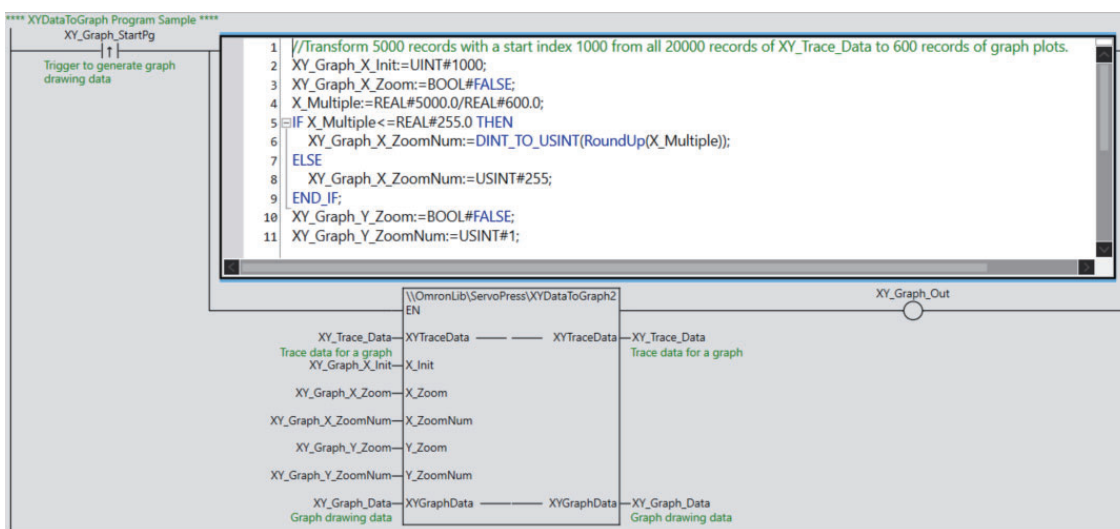 **** XYDataToGraph Program Sample ****
XY_Graph_StartPg
Trigger to generate graph
drawing data
1 //Transform 5000 records with a start index 1000 from all 20000 records of XY_Trace_Data to 600 records of graph plots.
2 XY_Graph_X_Init:=UINT#1000;
3 XY_Graph_X_Zoom:=BOOL#FALSE;
4 X_Multiple:=REAL#5000.0/REAL#600.0;
5 IF X_Multiple<=REAL#255.0 THEN
6 XY_Graph_X_ZoomNum:=DINT_TO_USINT(RoundUp(X_Multiple));
7 ELSE
8 XY_Graph_X_ZoomNum:=USINT#255;
9 END_IF;
10 XY_Graph_Y_Zoom:=BOOL#FALSE;
11 XY_Graph_Y_ZoomNum:=USINT#1;
\\OmronLib\ServoPress\XYDataToGraph2
EN
XY_Graph_Out
XY_Trace_Data XYTraceData XYTraceData XY_Trace_Data
Trace data for a graph Trace data for a graph
XY_Graph_X_Init X_Init
XY_Graph_X_Zoom X_Zoom
XY_Graph_X_ZoomNum X_ZoomNum
XY_Graph_Y_Zoom Y_Zoom
XY_Graph_Y_ZoomNum Y_ZoomNum
XY_Graph_Data XYGraphData XYGraphData XY_Graph_Data
Graph drawing data Graph drawing data